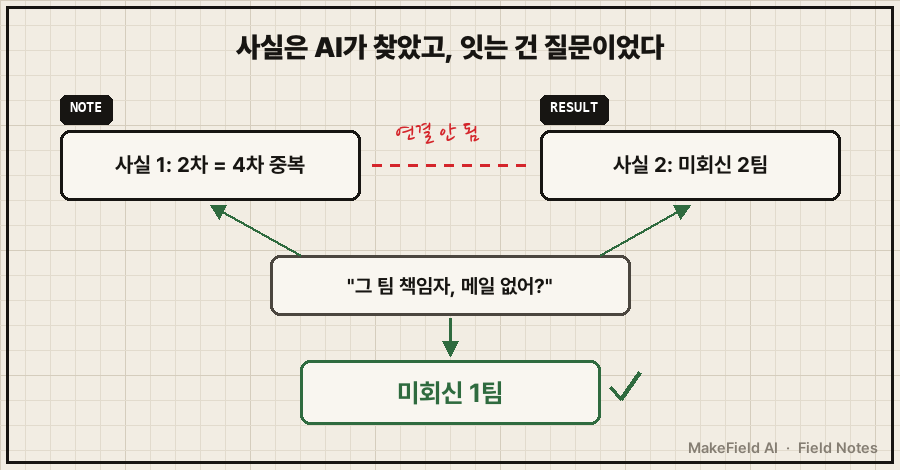 사실은 AI가 찾았고, 잇는 건 질문이었다
NOTE
RESULT
연결 안 됨
사실 1: 2차 = 4차 중복
사실 2: 미회신 2팀
"그 팀 책임자, 메일 없어?"
미회신 1팀
MakeField AI · Field Notes